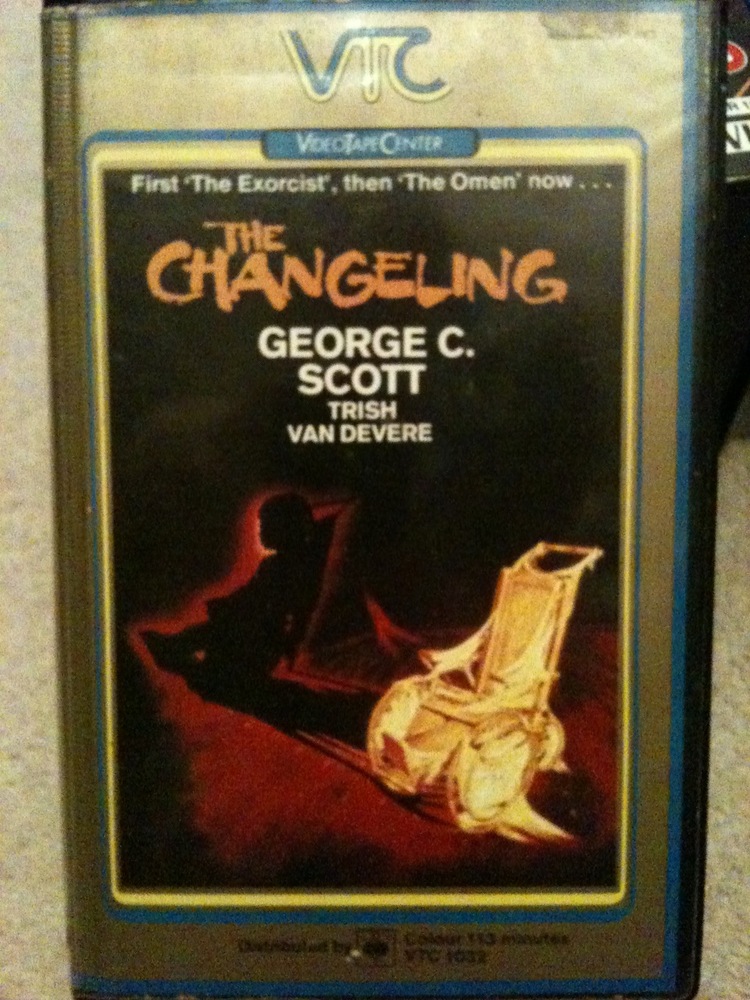 VTC
VIDEOTAPECENTER
First 'The Exorcist', then 'The Omen' now . . .
THE
CHANGELING
GEORGE C.
SCOTT
TRISH
VAN DEVERE
Distributed by
Colour 113 minutes
VTC 1032